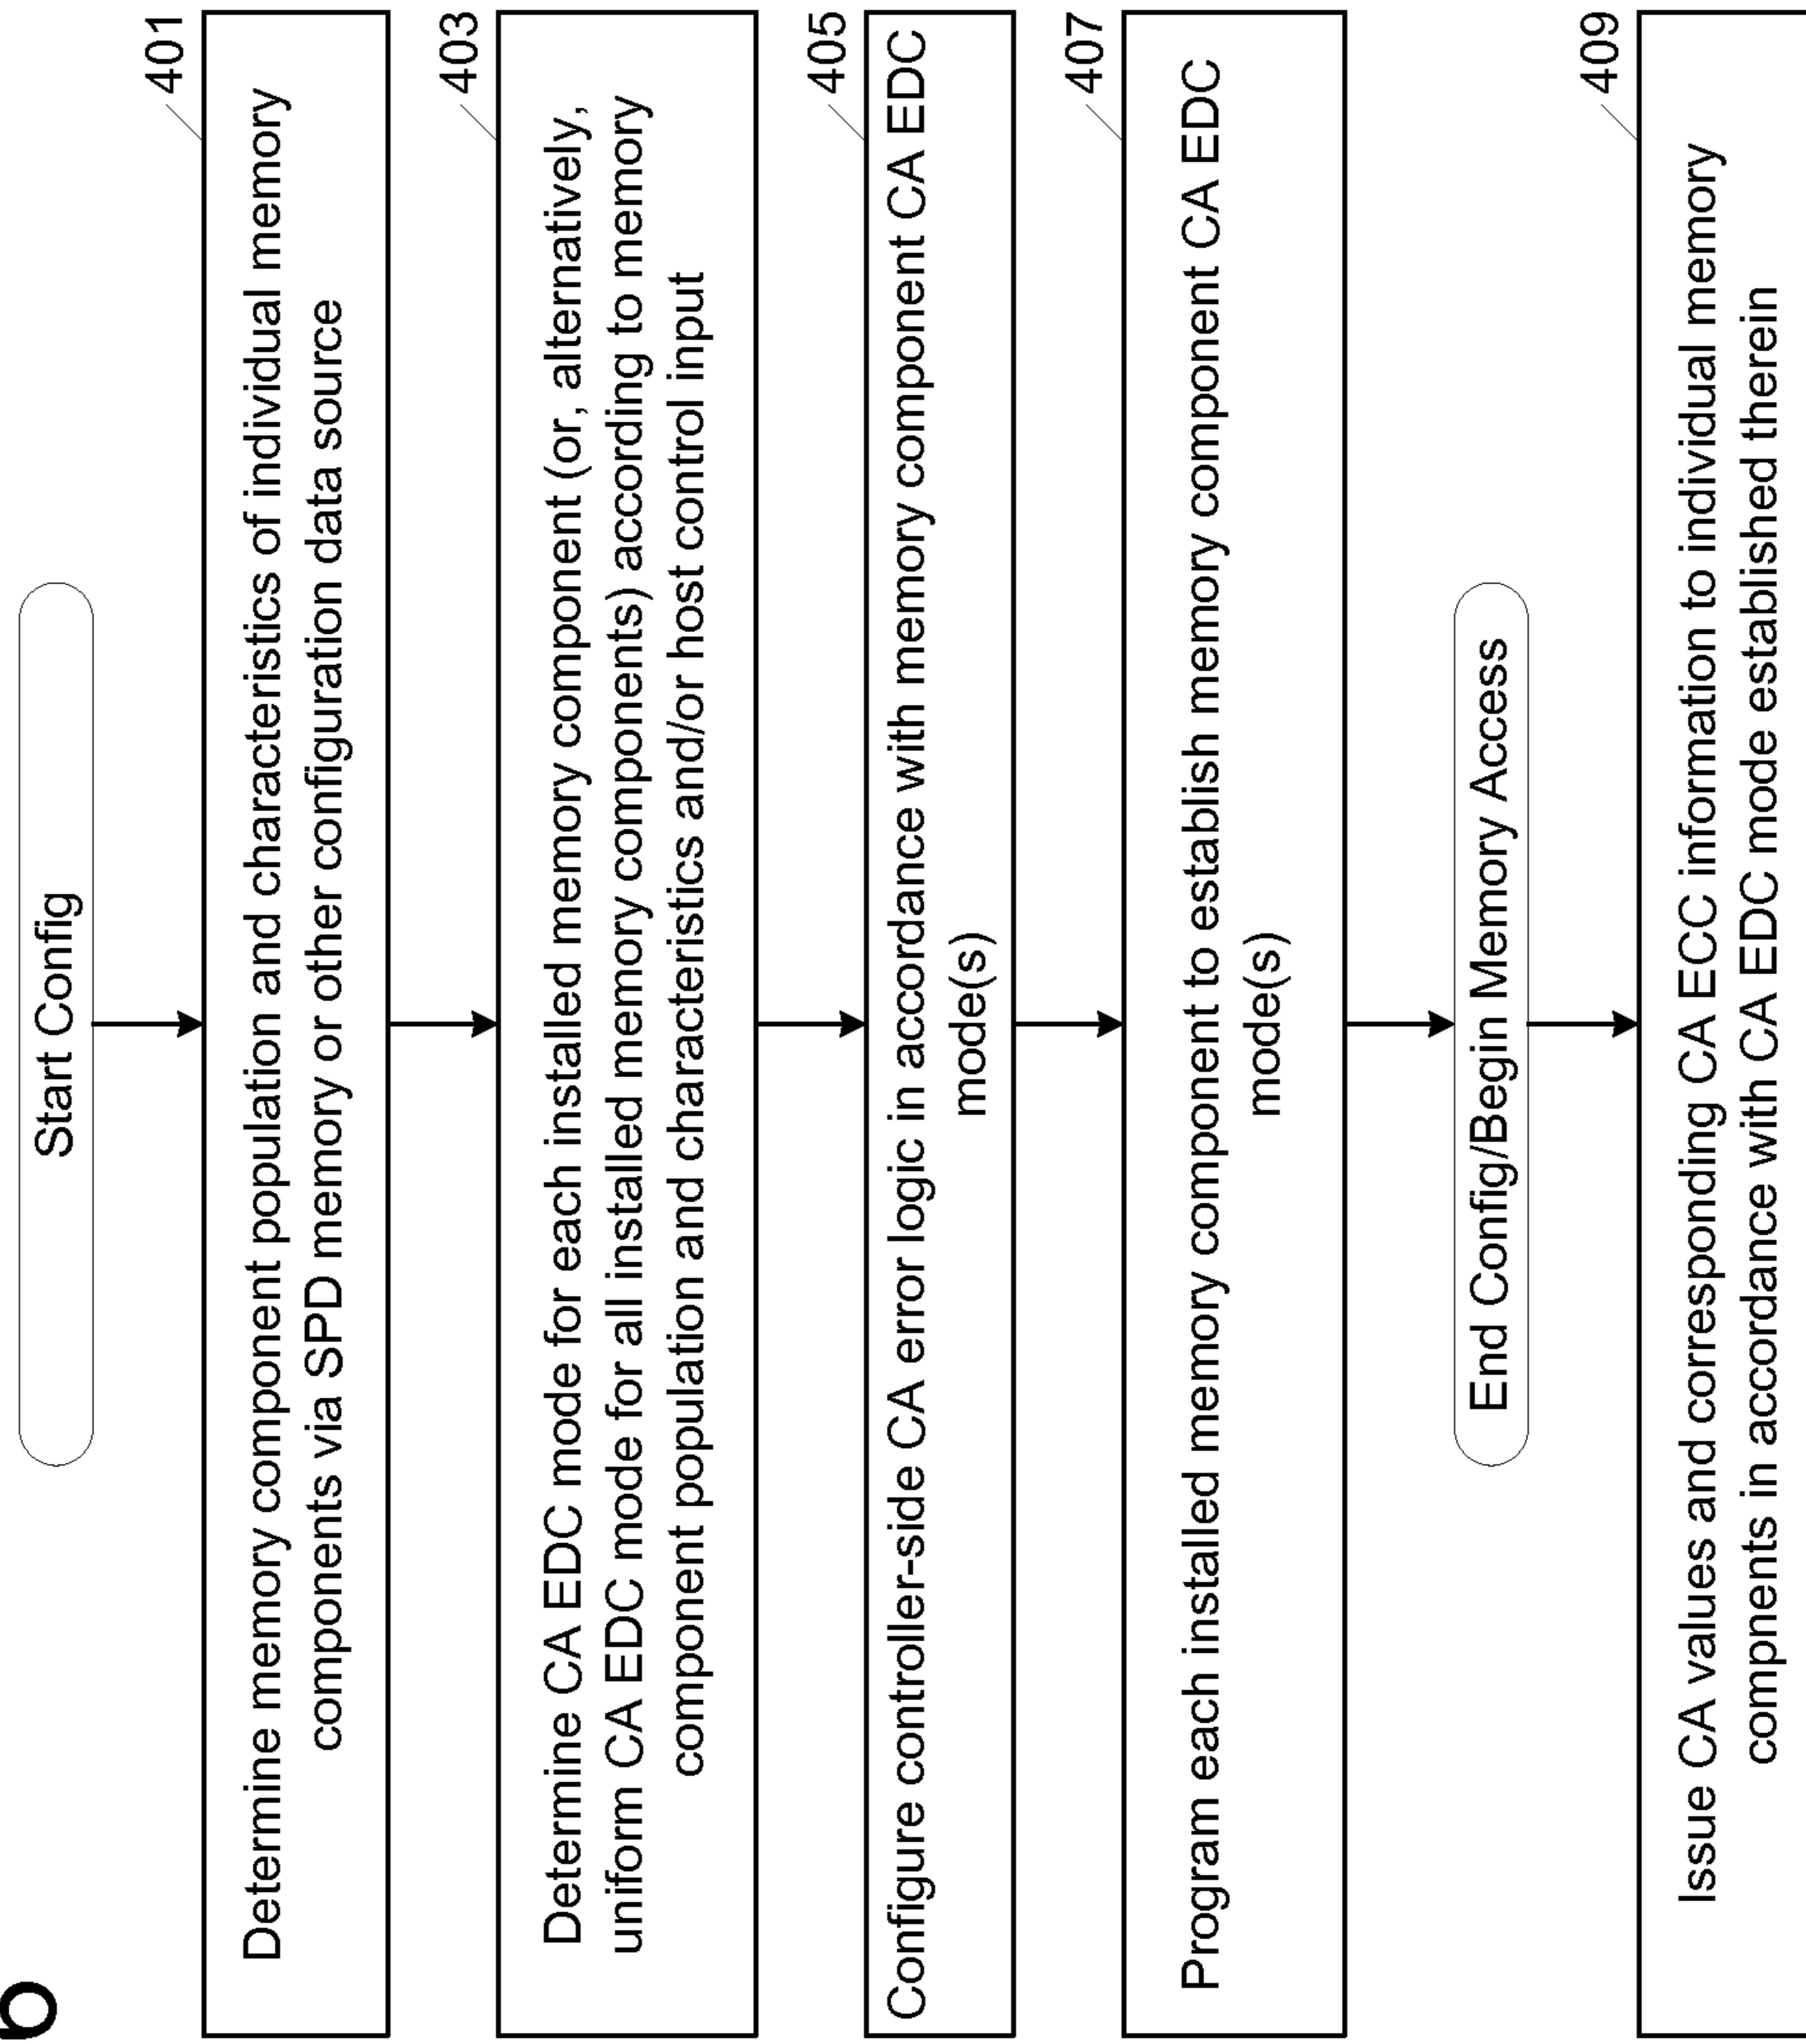 Start Config
401
Determine memory component population and characteristics of individual memory
components via SPD memory or other configuration data source
403
Determine CA EDC mode for each installed memory component (or, alternatively,
uniform CA EDC mode for all installed memory components) according to memory
component population and characteristics and/or host control input
405
Configure controller-side CA error logic in accordance with memory component CA EDC
mode(s)
407
Program each installed memory component to establish memory component CA EDC
mode(s)
End Config/Begin Memory Access
409
Issue CA values and corresponding CA ECC information to individual memory
components in accordance with CA EDC mode established therein